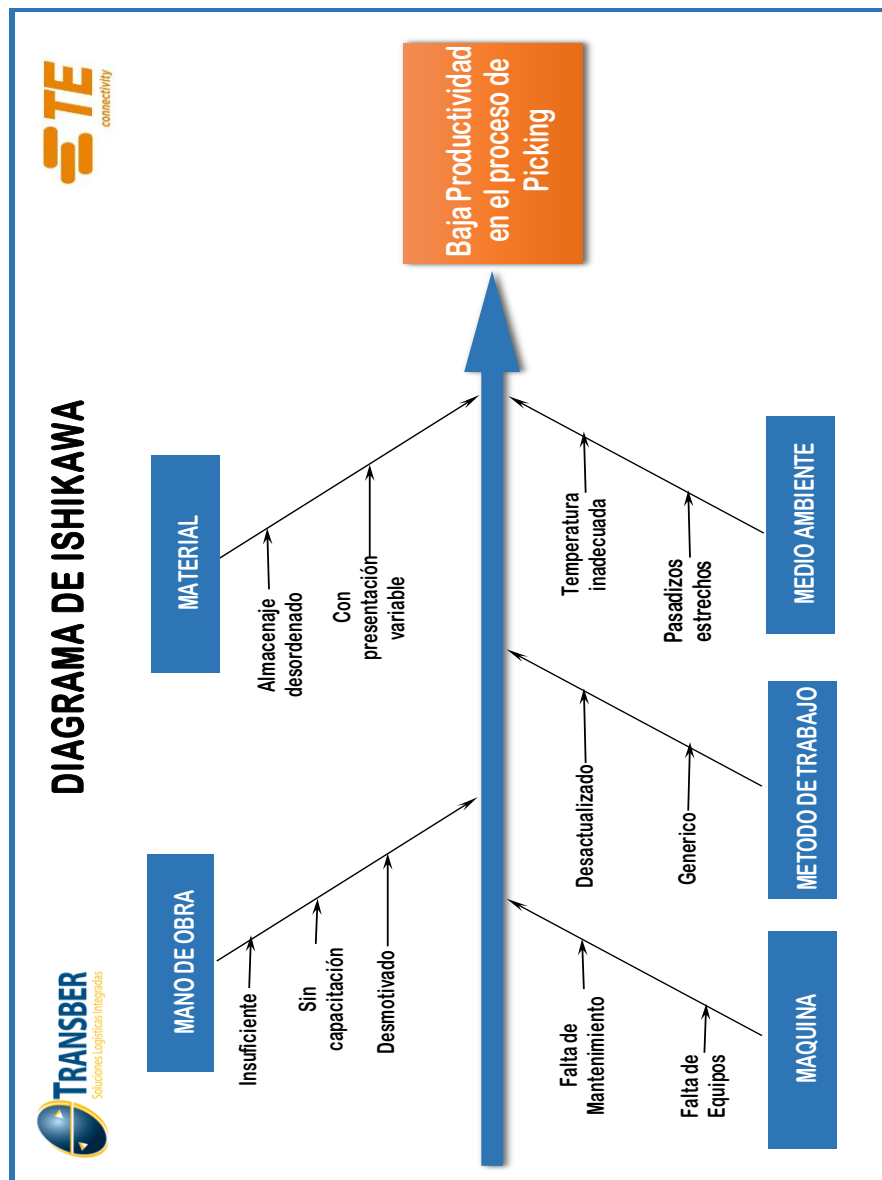 TRANSBER
Soluciones Logísticas Integradas
DIAGRAMA DE ISHIKAWA
TE
connectivity
MANO DE OBRA
Insuficiente
Sin
capacitación
Desmotivado
MATERIAL
Almacenaje
desordenado
Con
presentación
variable
Baja Productividad
en el proceso de
Picking
Falta de
Mantenimiento
Falta de
Equipos
MAQUINA
Desactualizado
Generico
METODO DE TRABAJO
Temperatura
inadecuada
Pasadizos
estrechos
MEDIO AMBIENTE